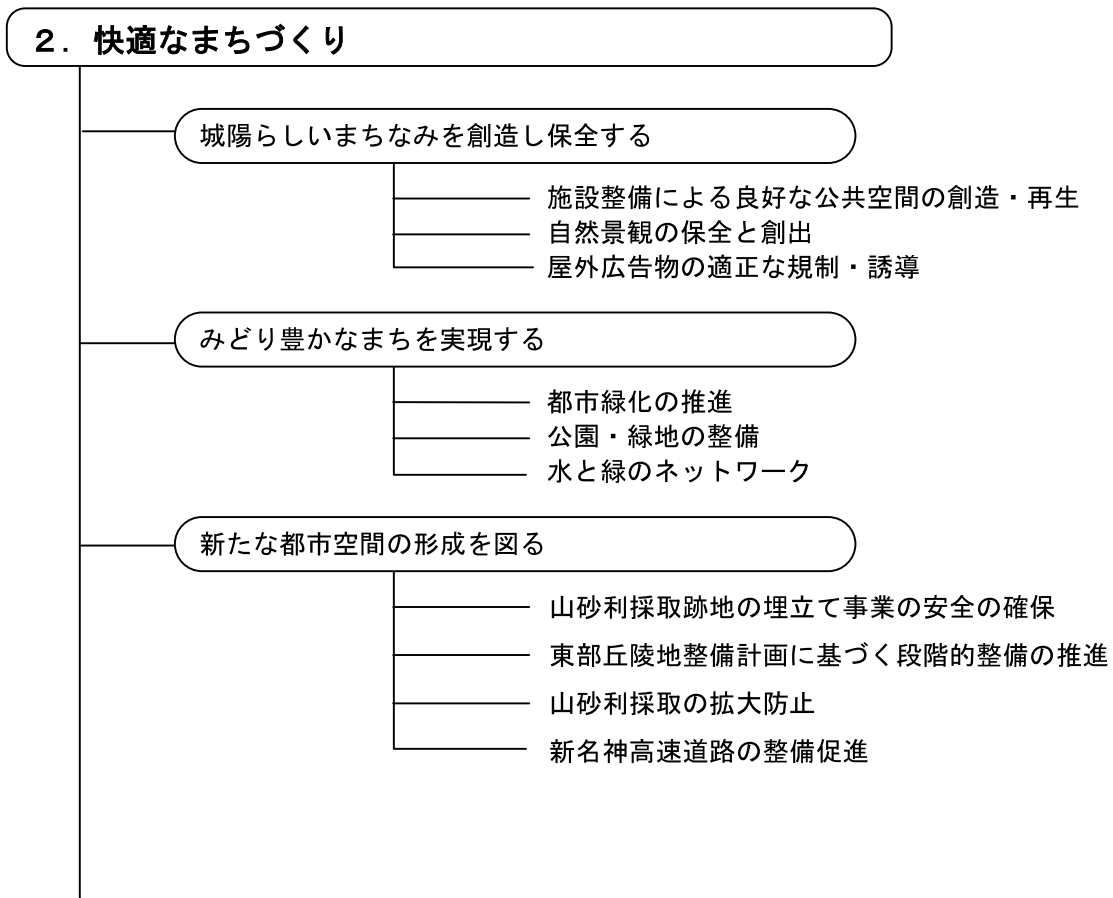 ２．快適なまちづくり
城陽らしいまちなみを創造し保全する
施設整備による良好な公共空間の創造・再生
自然景観の保全と創出
屋外広告物の適正な規制・誘導
みどり豊かなまちを実現する
都市緑化の推進
公園・緑地の整備
水と緑のネットワーク
新たな都市空間の形成を図る
山砂利採取跡地の埋立て事業の安全の確保
東部丘陵地整備計画に基づく段階的整備の推進
山砂利採取の拡大防止
新名神高速道路の整備促進